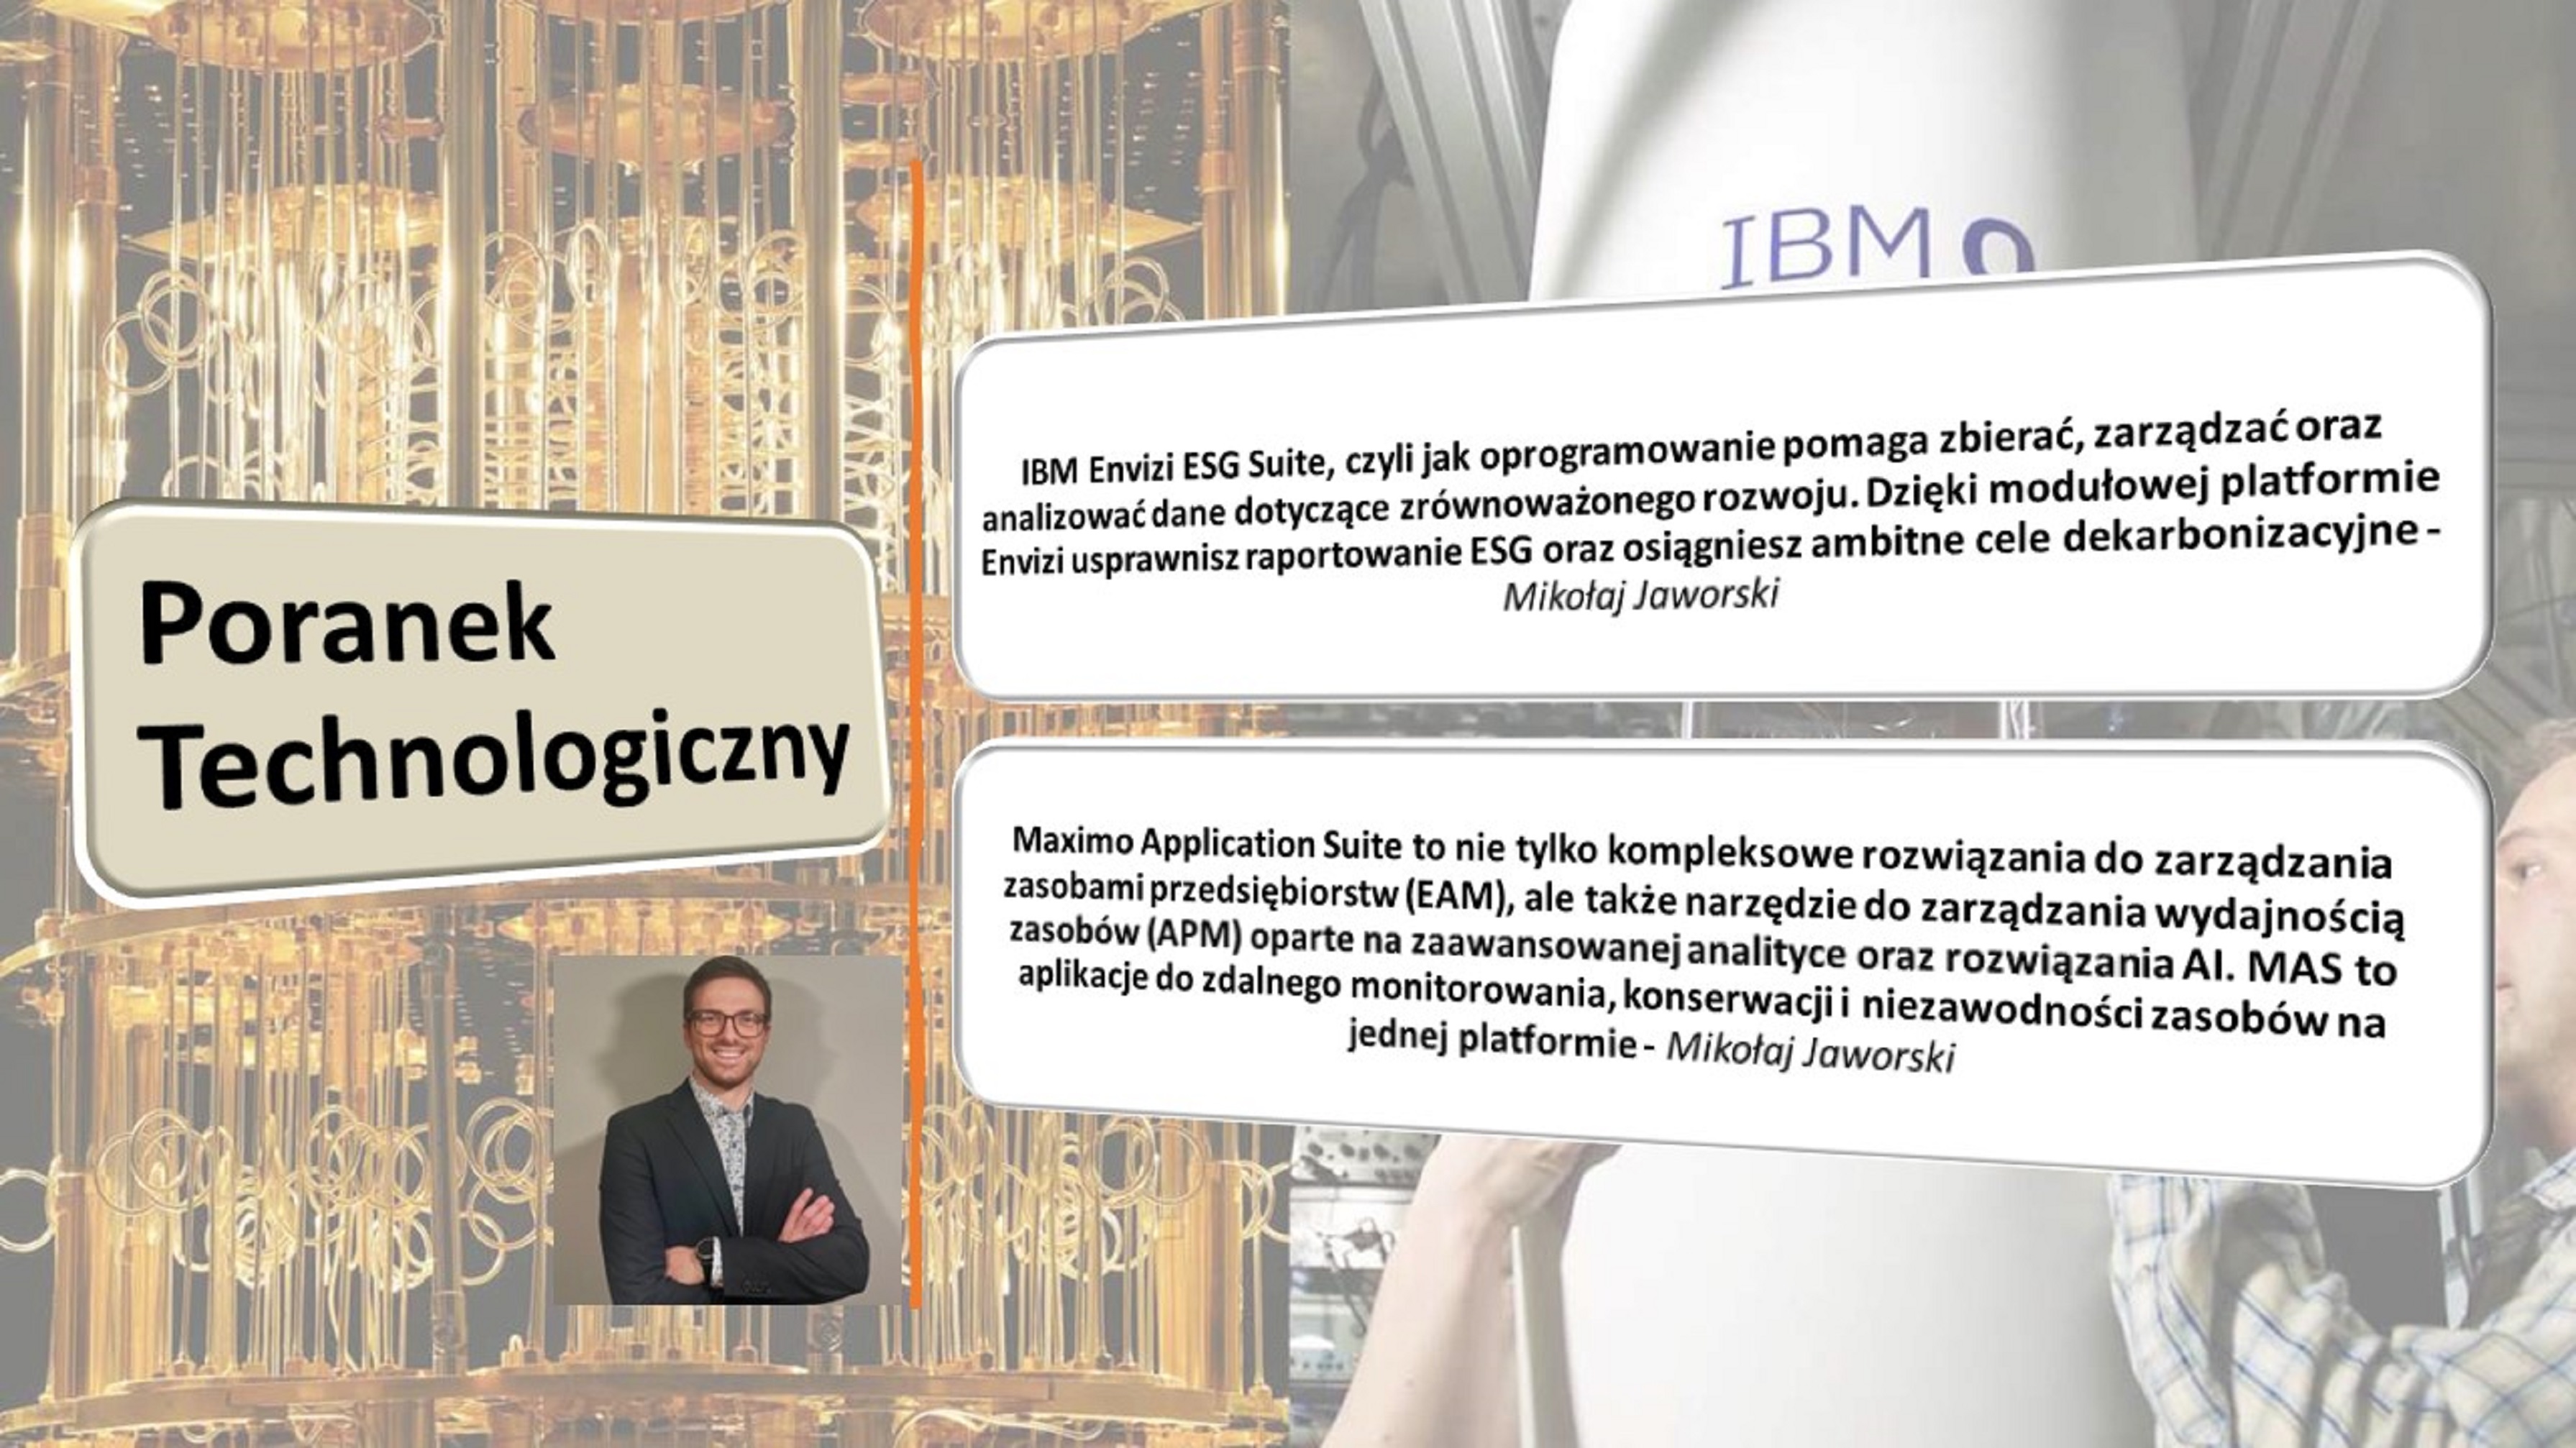 IBM Q
Poranek
Technologiczny
IBM Envizi ESG Suite, czyli jak oprogramowanie pomaga zbierać, zarządzać oraz
analizować dane dotyczące zrównoważonego rozwoju. Dzięki modułowej platformie
Envizi usprawnisz raportowanie ESG oraz osiągniesz ambitne cele dekarbonizacyjne -
Mikołaj Jaworski
Maximo Application Suite to nie tylko kompleksowe rozwiązania do zarządzania
zasobami przedsiębiorstw (EAM), ale także narzędzie do zarządzania wydajnością
zasobów (APM) oparte na zaawansowanej analityce oraz rozwiązania AI. MAS to
aplikacje do zdalnego monitorowania, konserwacji i niezawodności zasobów na
jednej platformie - Mikołaj Jaworski